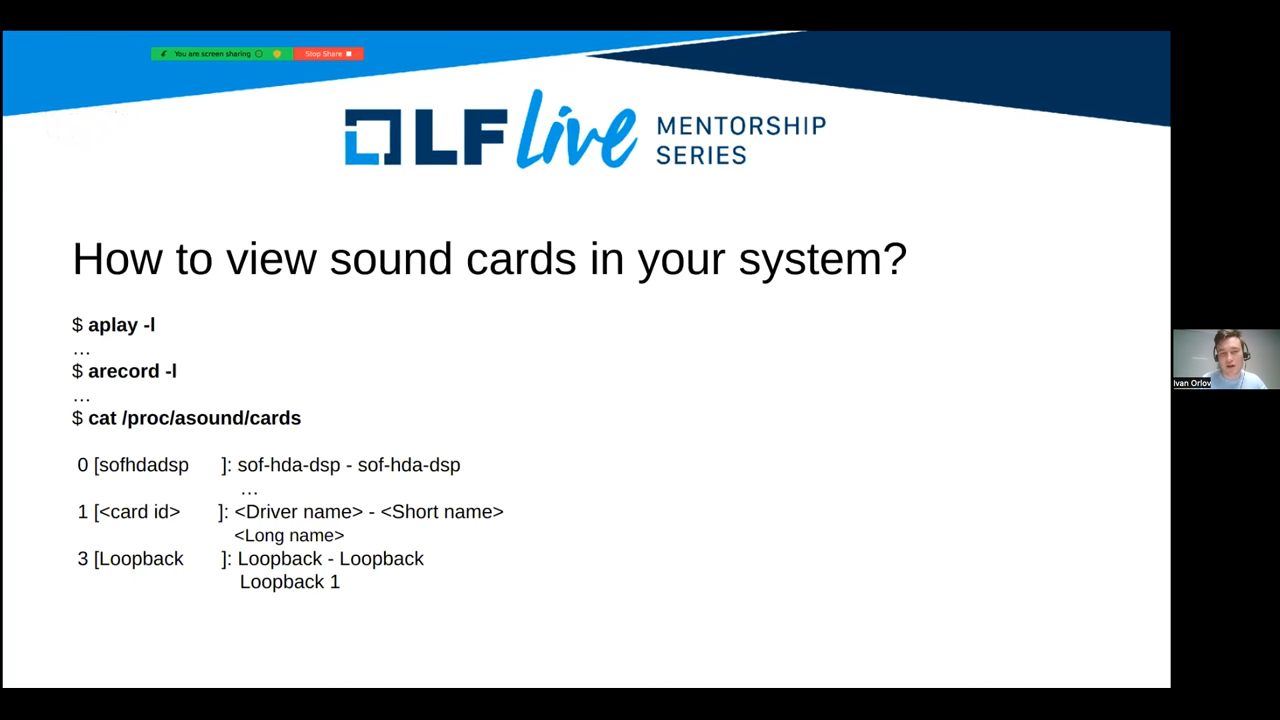 You are screen sharing
Stop Share
LF live MENTORSHIP
SERIES
How to view sound cards in your system?
$ aplay -l
…
$ arecord -l
…
$ cat /proc/asound/cards
0 [sofhdadsp ]: sof-hda-dsp - sof-hda-dsp
…
1 [<card id> ]: <Driver name> - <Short name>
<Long name>
3 [Loopback ]: Loopback - Loopback
Loopback 1
Ivan Orlov